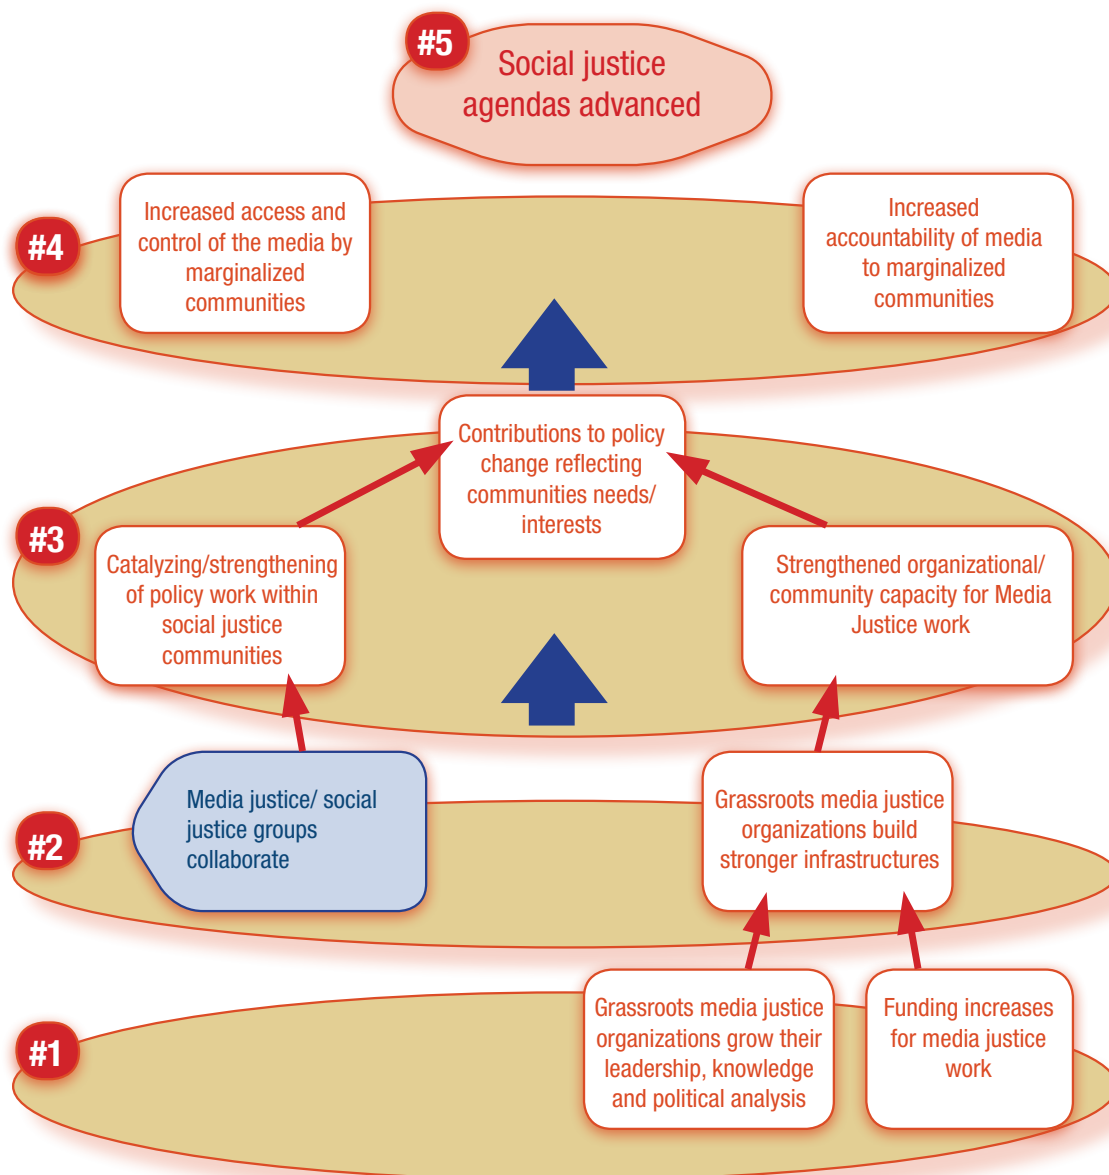 #5
Social justice
agendas advanced
#4
Increased access and
control of the media by
marginalized
communities
Increased
accountability of media
to marginalized
communities
#3
Contributions to policy
change reflecting
communities needs/
interests
Catalyzing/strengthening
of policy work within
social justice
communities
Strengthened organizational/
community capacity for Media
Justice work
#2
Media justice/ social
justice groups
collaborate
Grassroots media justice
organizations build
stronger infrastructures
#1
Grassroots media justice
organizations grow their
leadership, knowledge
and political analysis
Funding increases
for media justice
work